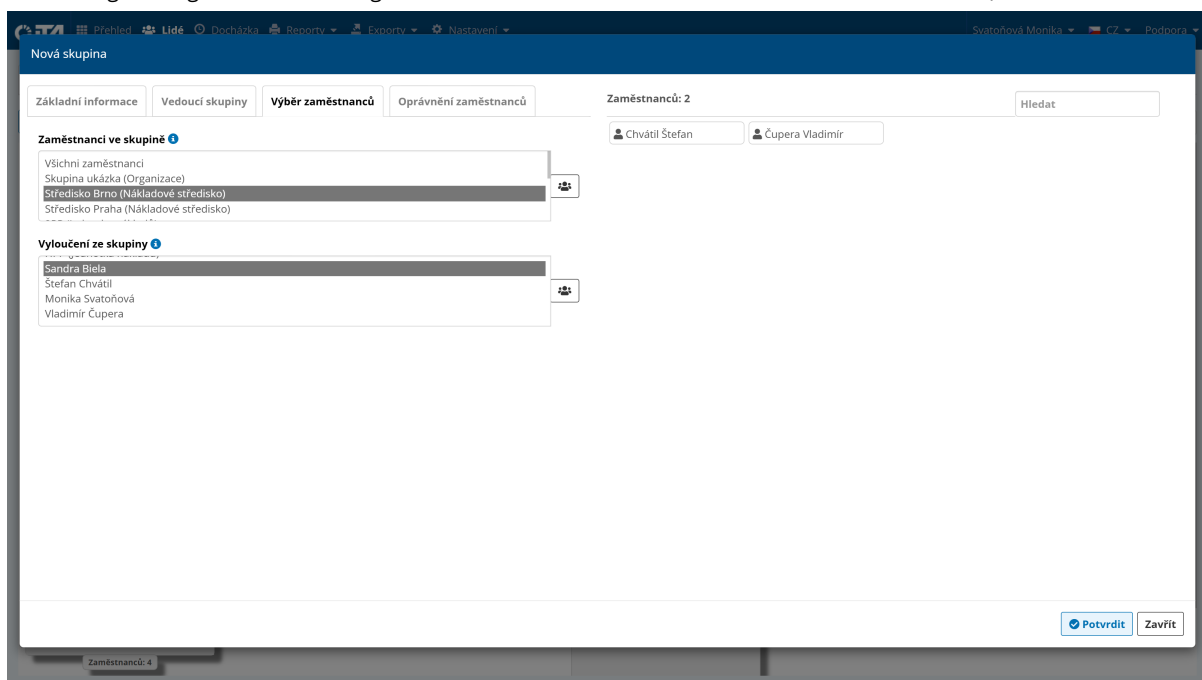 iTA Přehled Lidé Docházka Reporty Exporty Nastavení Svatoňová Monika CZ Podpora
Nová skupina
Základní informace Vedoucí skupiny Výběr zaměstnanců Oprávnění zaměstnanců
Zaměstnanců: 2
Hledat
Chvátil Štefan Čupera Vladimír
Zaměstnanci ve skupině
Všichni zaměstnanci
Skupina ukázka (Organizace)
Středisko Brno (Nákladové středisko)
Středisko Praha (Nákladové středisko)
Vyloučení ze skupiny
Sandra Biela
Štefan Chvátil
Monika Svatoňová
Vladimír Čupera
Potvrdit Zavřít
Zaměstnanců: 4